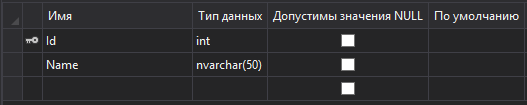 Имя Тип данных Допустимы значения NULL По умолчанию
Id int
Name nvarchar(50)